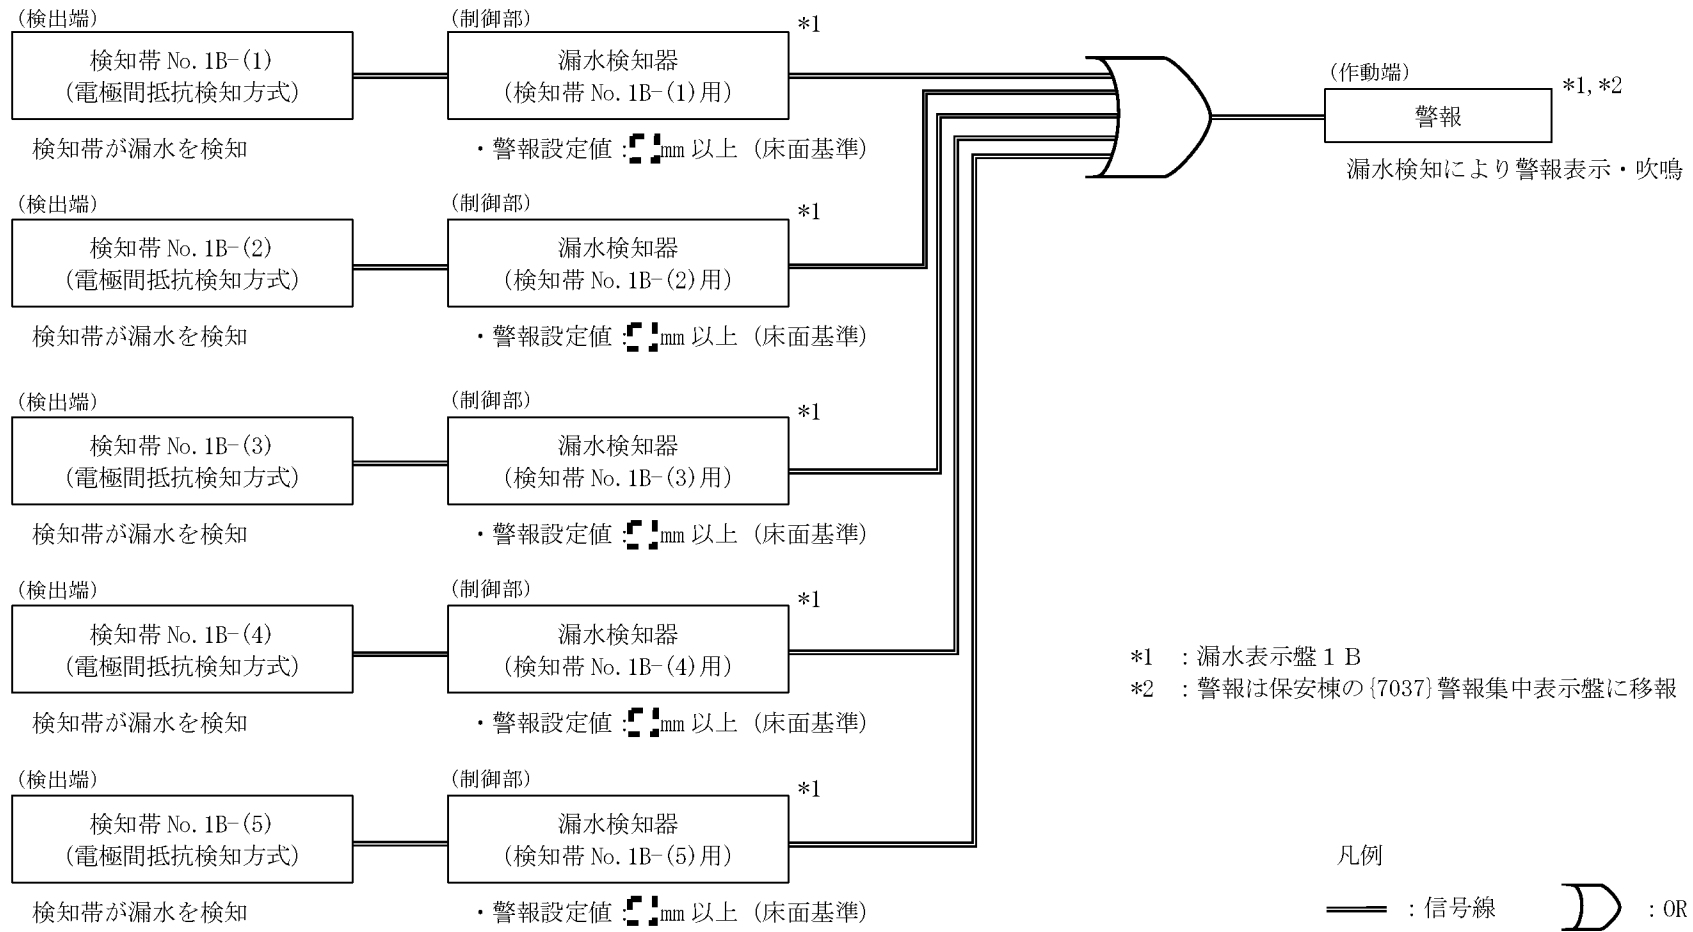 (検出端)
(制御部)
*1
検知帯 No. 1B-(1)
(電極間抵抗検知方式)
漏水検知器
(検知帯 No. 1B-(1)用)
検知帯が漏水を検知
・警報設定値 : mm 以上 (床面基準)
(作動端)
*1, *2
警報
漏水検知により警報表示・吹鳴
(検出端)
(制御部)
*1
検知帯 No. 1B-(2)
(電極間抵抗検知方式)
漏水検知器
(検知帯 No. 1B-(2)用)
検知帯が漏水を検知
・警報設定値 : mm 以上 (床面基準)
(検出端)
(制御部)
*1
検知帯 No. 1B-(3)
(電極間抵抗検知方式)
漏水検知器
(検知帯 No. 1B-(3)用)
検知帯が漏水を検知
・警報設定値 : mm 以上 (床面基準)
(検出端)
(制御部)
*1
検知帯 No. 1B-(4)
(電極間抵抗検知方式)
漏水検知器
(検知帯 No. 1B-(4)用)
検知帯が漏水を検知
・警報設定値 : mm 以上 (床面基準)
*1 : 漏水表示盤1B
*2 : 警報は保安棟の{7037}警報集中表示盤に移報
(検出端)
(制御部)
*1
検知帯 No. 1B-(5)
(電極間抵抗検知方式)
漏水検知器
(検知帯 No. 1B-(5)用)
検知帯が漏水を検知
・警報設定値 : mm 以上 (床面基準)
凡例
: 信号線
: OR